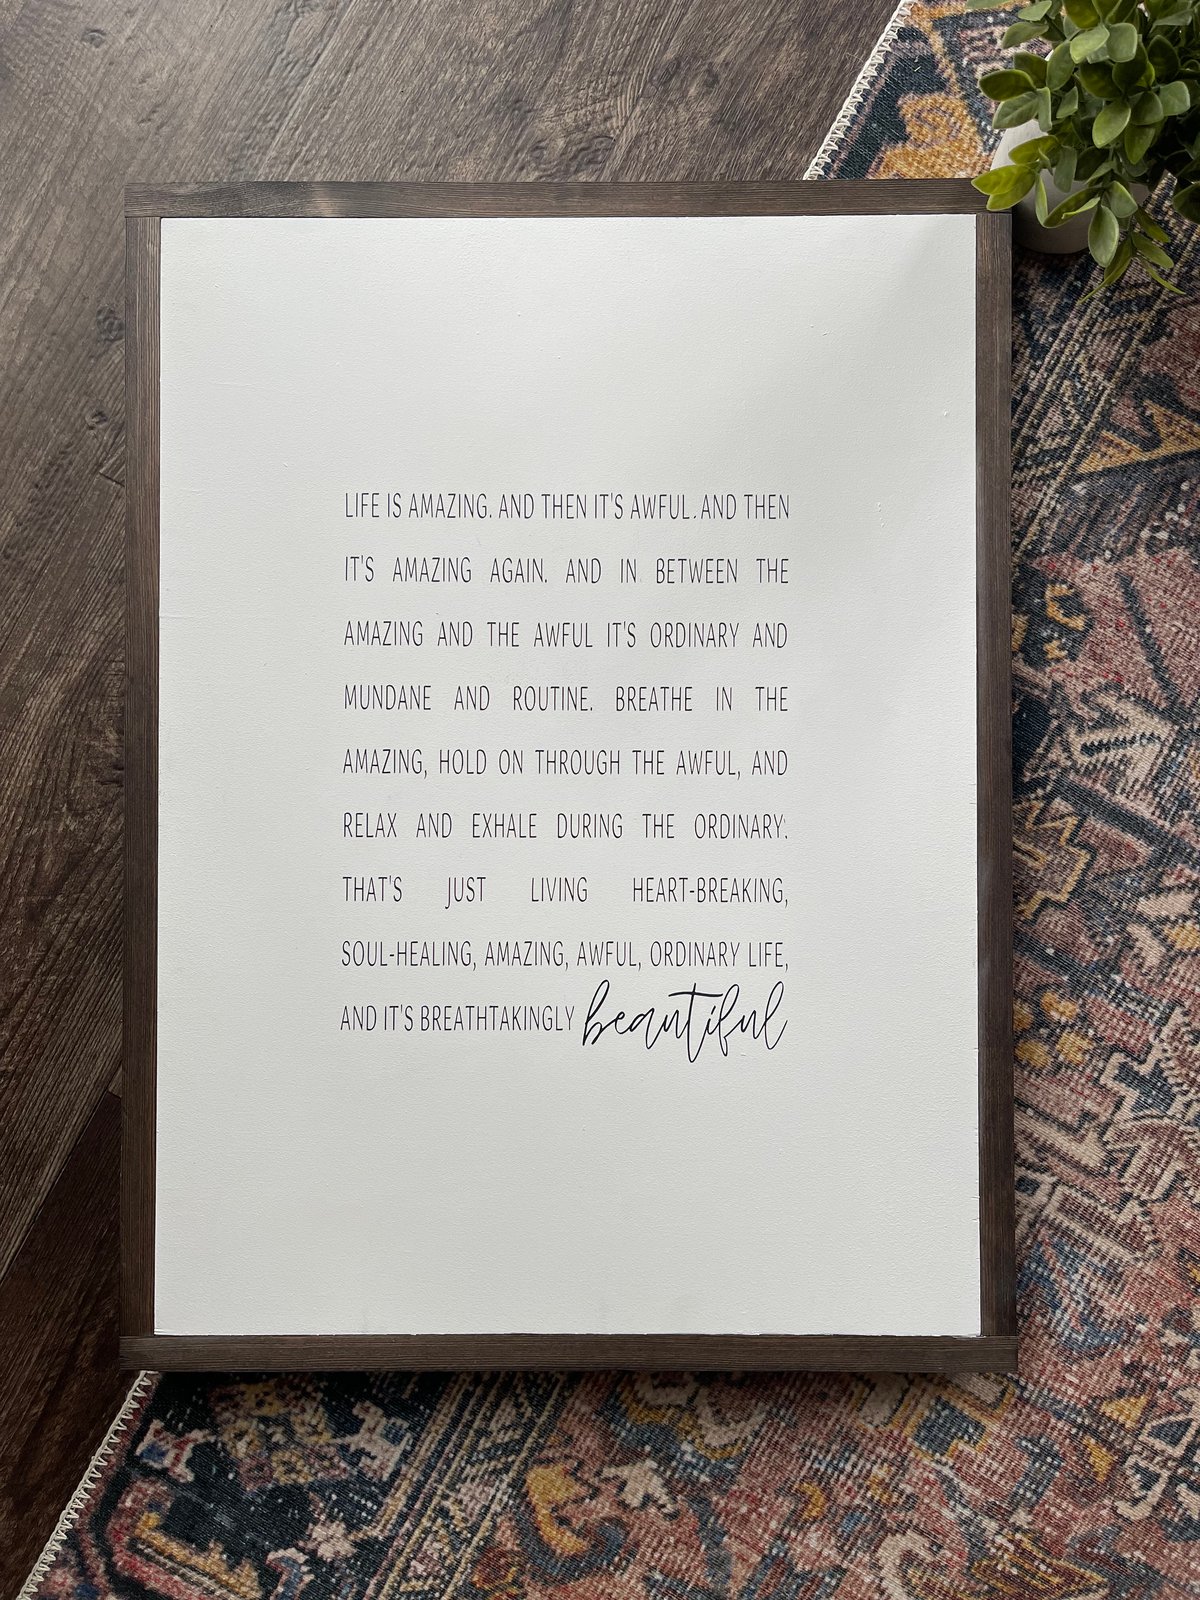 LIFE IS AMAZING. AND THEN IT'S AWFUL. AND THEN
IT'S AMAZING AGAIN. AND IN BETWEEN THE
AMAZING AND THE AWFUL IT'S ORDINARY AND
MUNDANE AND ROUTINE. BREATHE IN THE
AMAZING, HOLD ON THROUGH THE AWFUL, AND
RELAX AND EXHALE DURING THE ORDINARY.
THAT'S JUST LIVING HEART-BREAKING,
SOUL-HEALING, AMAZING, AWFUL, ORDINARY LIFE,
AND IT'S BREATHTAKINGLY beautiful